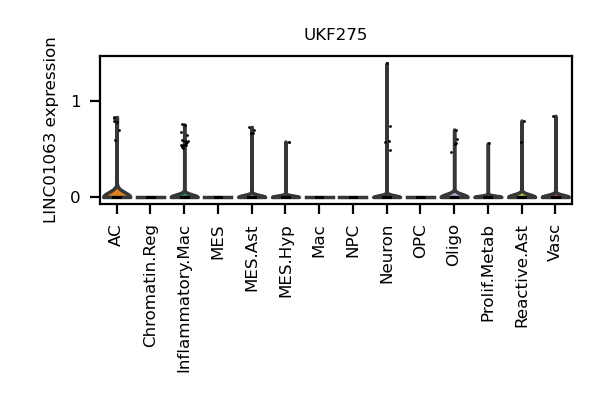 UKF275
LINC01063 expression
1
0
AC
Chromatin.Reg
Inflammatory.Mac
MES
MES.Ast
MES.Hyp
Mac
NPC
Neuron
OPC
Oligo
Prolif.Metab
Reactive.Ast
Vasc